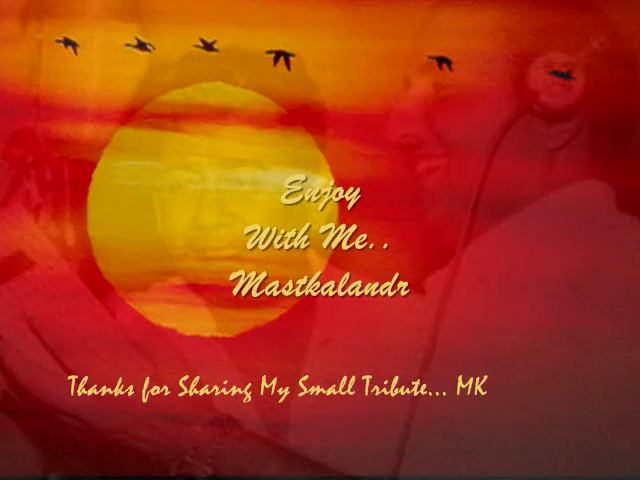 Enjoy
With Me..
Mastkalandr
Thanks for Sharing My Small Tribute... MK